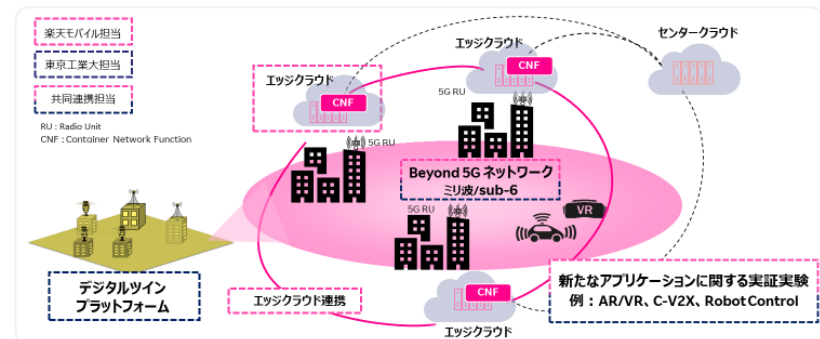 楽天モバイル担当
東京工業大担当
共同連携担当
RU : Radio Unit
CNF : Container Network Function
エッジクラウド
CNF
5G RU
エッジクラウド
CNF
5G RU
センタークラウド
Beyond 5G ネットワーク
ミリ波/sub-6
5G RU
VR
デジタルツイン
プラットフォーム
エッジクラウド連携
CNF
エッジクラウド
新たなアプリケーションに関する実証実験
例：AR/VR、C-V2X、Robot Control